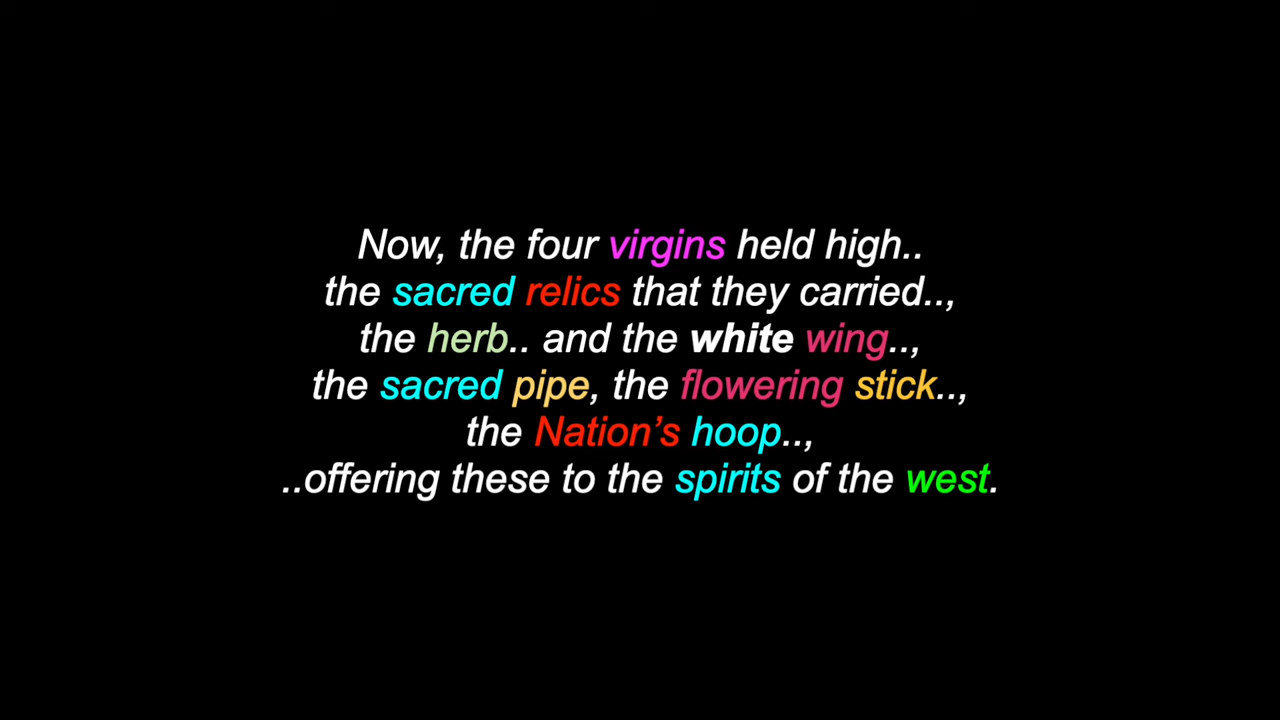 Now, the four virgins held high..
the sacred relics that they carried..,
the herb.. and the white wing..,
the sacred pipe, the flowering stick..,
the Nation’s hoop..,
..offering these to the spirits of the west.